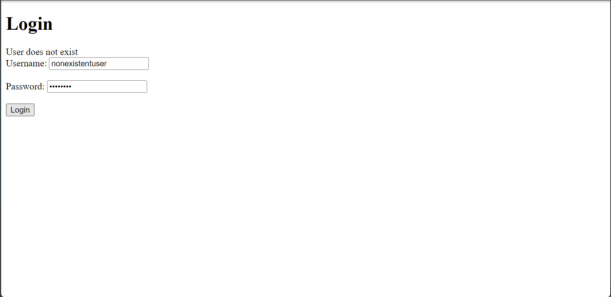 Login
User does not exist
Username: nonexistentuser
Password: ••••••••
Login